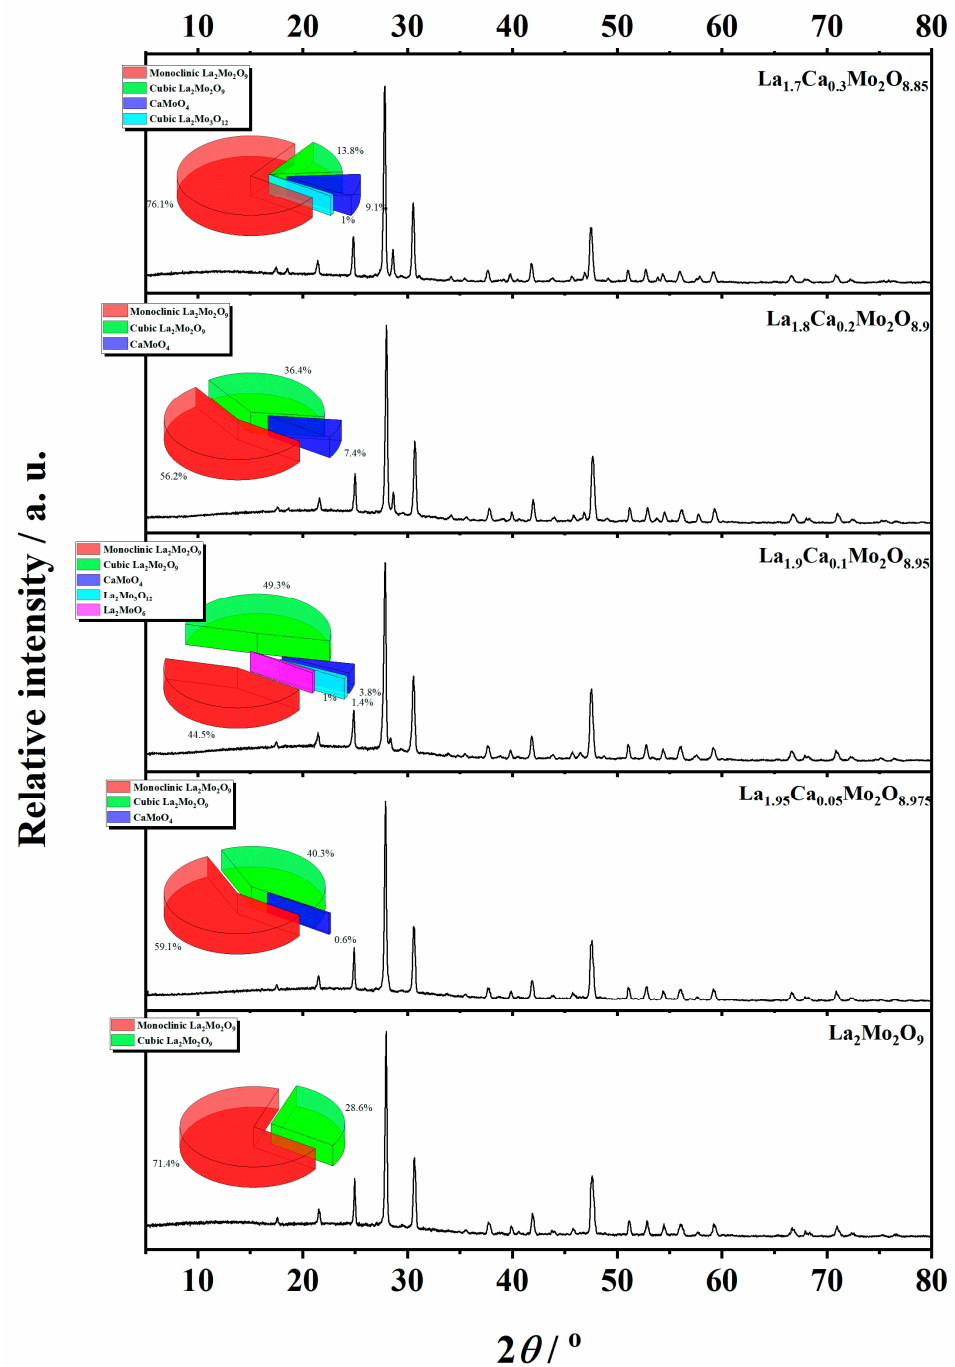 10 20 30 40 50 60 70 80
La1.7Ca0.3Mo2O8.85
Monoclinic La2Mo2O9
Cubic La2Mo2O9
CaMoO4
Cubic La2Mo3O12
13.8%
76.1%
9.1%
1%
La1.8Ca0.2Mo2O8.9
Monoclinic La2Mo2O9
Cubic La2Mo2O9
CaMoO4
36.4%
7.4%
56.2%
La1.9Ca0.1Mo2O8.95
Monoclinic La2Mo2O9
Cubic La2Mo2O9
CaMoO4
La2Mo3O12
La2MoO6
49.3%
3.8%
1%
1.4%
44.5%
La1.95Ca0.05Mo2O8.975
Monoclinic La2Mo2O9
Cubic La2Mo2O9
CaMoO4
40.3%
0.6%
59.1%
La2Mo2O9
Monoclinic La2Mo2O9
Cubic La2Mo2O9
28.6%
71.4%
Relative intensity / a. u.
10 20 30 40 50 60 70 80
2θ / °